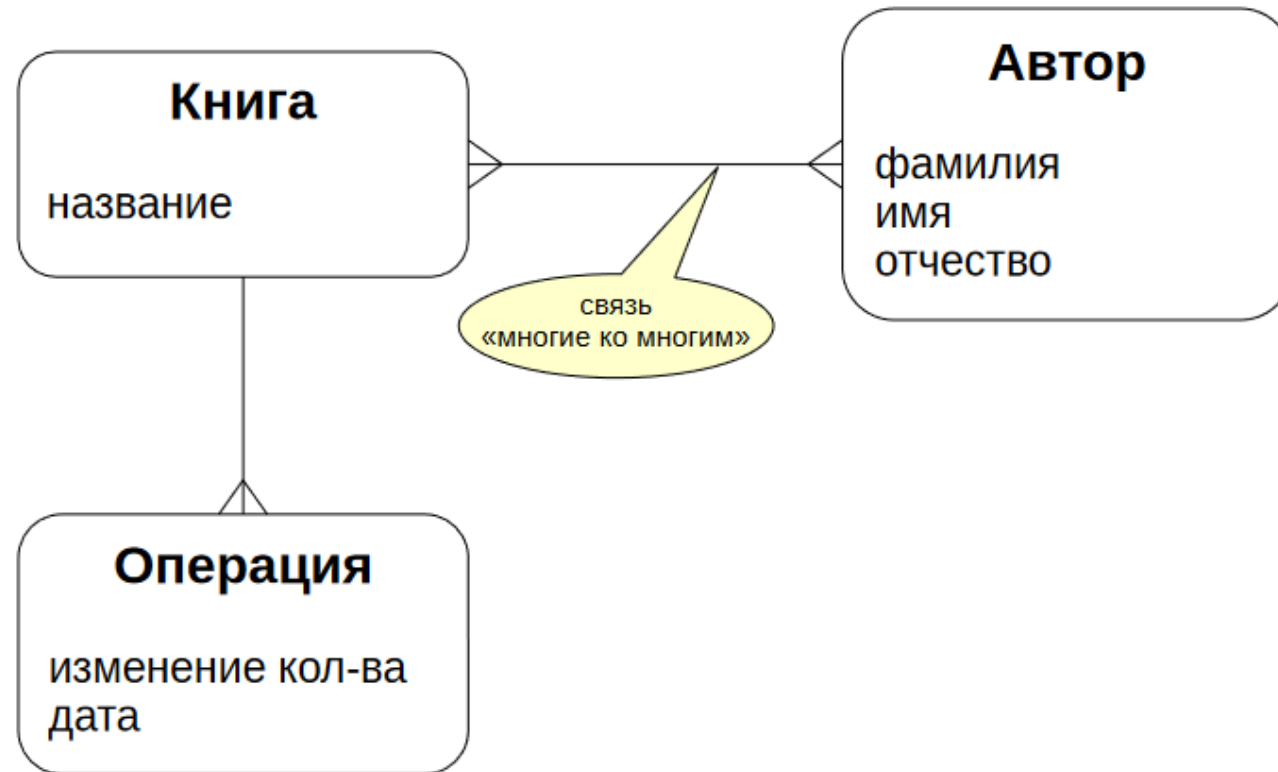 Книга
название
Автор
фамилия
имя
отчество
связь
«многие ко многим»
Операция
изменение кол-ва
дата